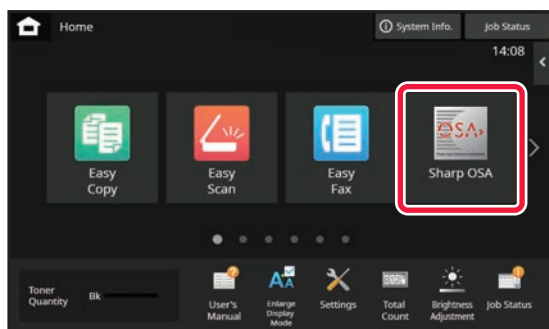 Home
System Info.
Job Status
14:08
Easy
Copy
Easy
Scan
Easy
Fax
OSA
Sharp OSA
Toner
Quantity
Bk
User's
Manual
Enlarge
Display
Mode
Settings
Total
Count
Brightness
Adjustment
Job Status